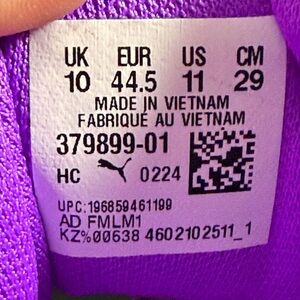 UK EUR US CM
10 44.5 11 29
MADE IN VIETNAM
FABRIQUÉ AU VIETNAM
379899-01
HC 0224
UPC:196859461199
AD FMLM1
KZ%00638 4602102511_1